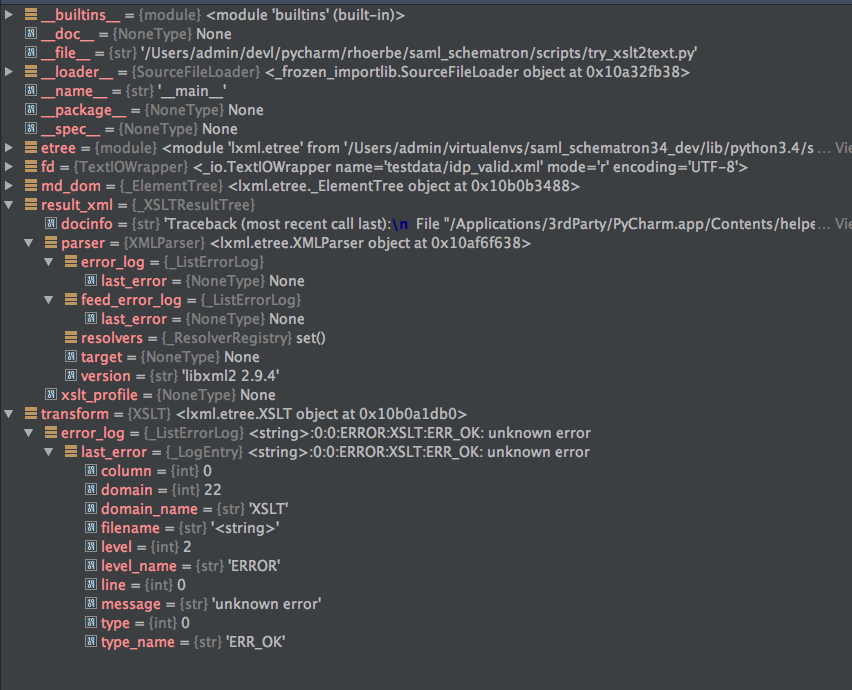 __builtins__ = {module} <module 'builtins' (built-in)>
__doc__ = {NoneType} None
__file__ = {str} '/Users/admin/devl/pycharm/rhoerbe/saml_schematron/scripts/try_xslt2text.py'
__loader__ = {SourceFileLoader} <_frozen_importlib.SourceFileLoader object at 0x10a32fb38>
__name__ = {str} '__main__'
__package__ = {NoneType} None
__spec__ = {NoneType} None
etree = {module} <module 'lxml.etree' from '/Users/admin/virtualenvs/saml_schematron34_dev/lib/python3.4/s ... Vie
fd = {TextIOWrapper} <_io.TextIOWrapper name='testdata/idp_valid.xml' mode='r' encoding='UTF-8'>
md_dom = {_ElementTree} <lxml.etree._ElementTree object at 0x10b0b3488>
result_xml = {_XSLTResultTree}
docinfo = {str} 'Traceback (most recent call last):\n File "/Applications/3rdParty/PyCharm.app/Contents/helpe ... Vie
parser = {XMLParser} <lxml.etree.XMLParser object at 0x10af6f638>
error_log = {_ListErrorLog}
last_error = {NoneType} None
feed_error_log = {_ListErrorLog}
last_error = {NoneType} None
resolvers = {_ResolverRegistry} set()
target = {NoneType} None
version = {str} 'libxml2 2.9.4'
xslt_profile = {NoneType} None
transform = {XSLT} <lxml.etree.XSLT object at 0x10b0a1db0>
error_log = {_ListErrorLog} <string>:0:0:ERROR:XSLT:ERR_OK: unknown error
last_error = {_LogEntry} <string>:0:0:ERROR:XSLT:ERR_OK: unknown error
column = {int} 0
domain = {int} 22
domain_name = {str} 'XSLT'
filename = {str} '<string>'
level = {int} 2
level_name = {str} 'ERROR'
line = {int} 0
message = {str} 'unknown error'
type = {int} 0
type_name = {str} 'ERR_OK'